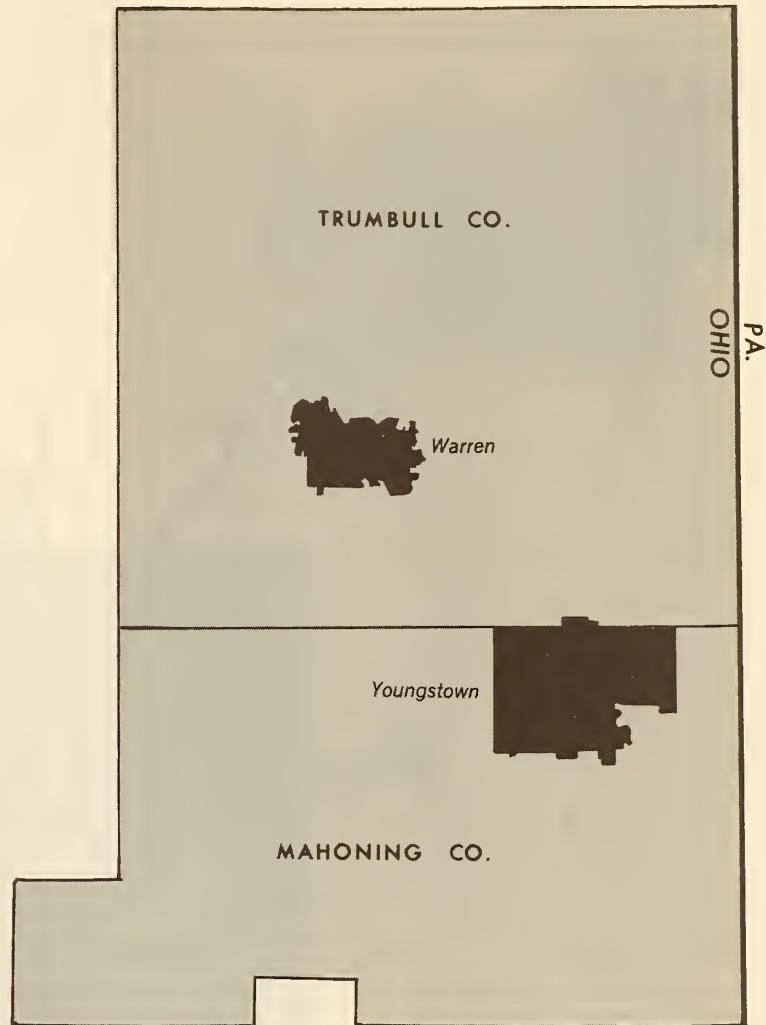 TRUMBULL CO.
PA.
OHIO
Warren
Youngstown
MAHONING CO.